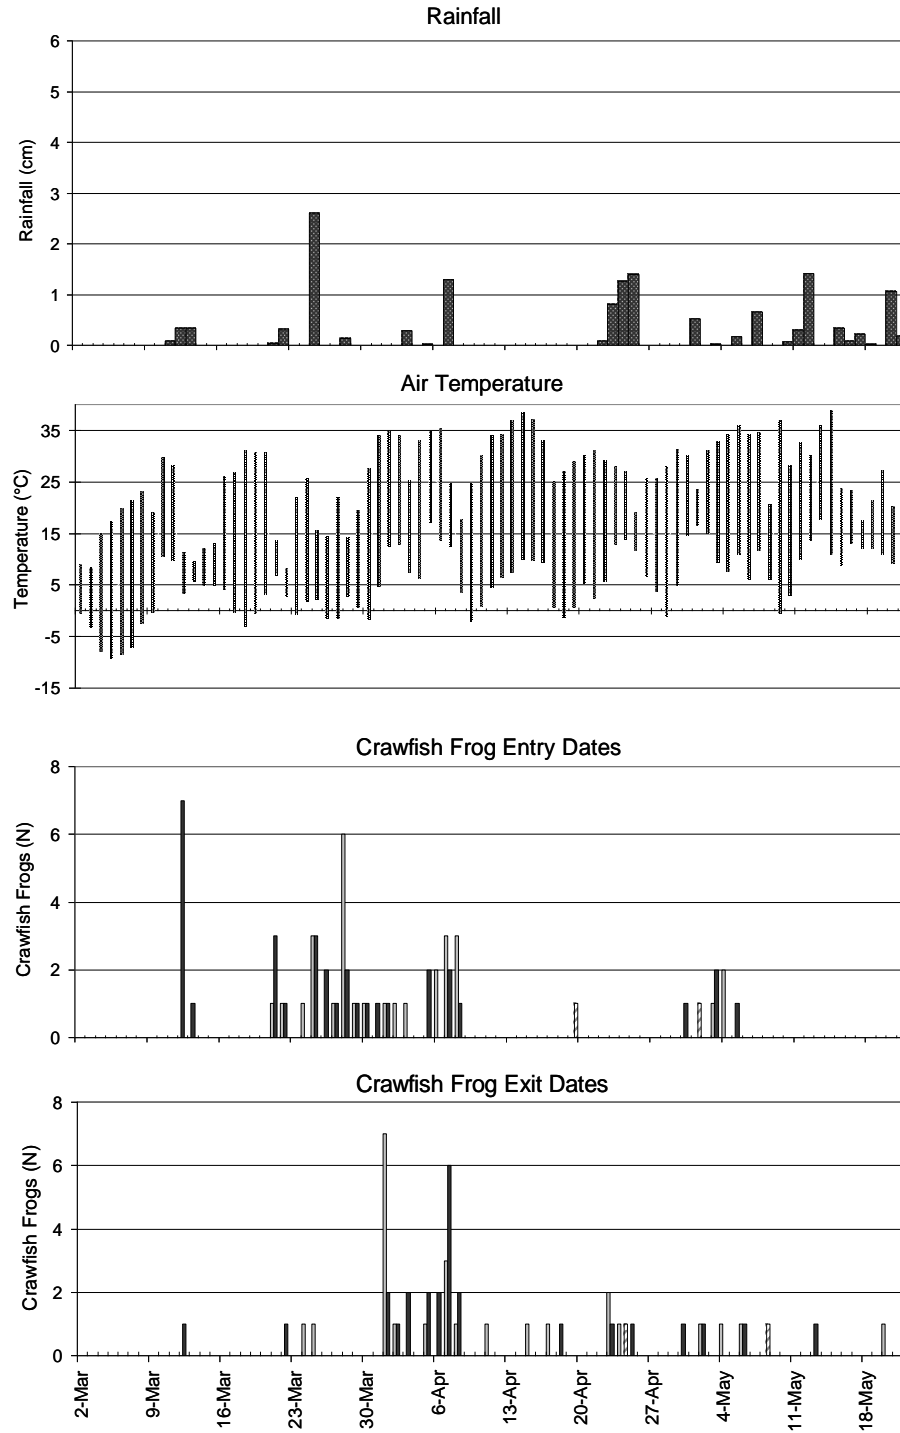 Rainfall
6
5
4
3
2
1
0
Rainfall (cm)
Air Temperature
35
25
15
5
-5
-15
Temperature (°C)
Crawfish Frog Entry Dates
8
6
4
2
0
Crawfish Frogs (N)
Crawfish Frog Exit Dates
8
6
4
2
0
Crawfish Frogs (N)
2-Mar
9-Mar
16-Mar
23-Mar
30-Mar
6-Apr
13-Apr
20-Apr
27-Apr
4-May
11-May
18-May